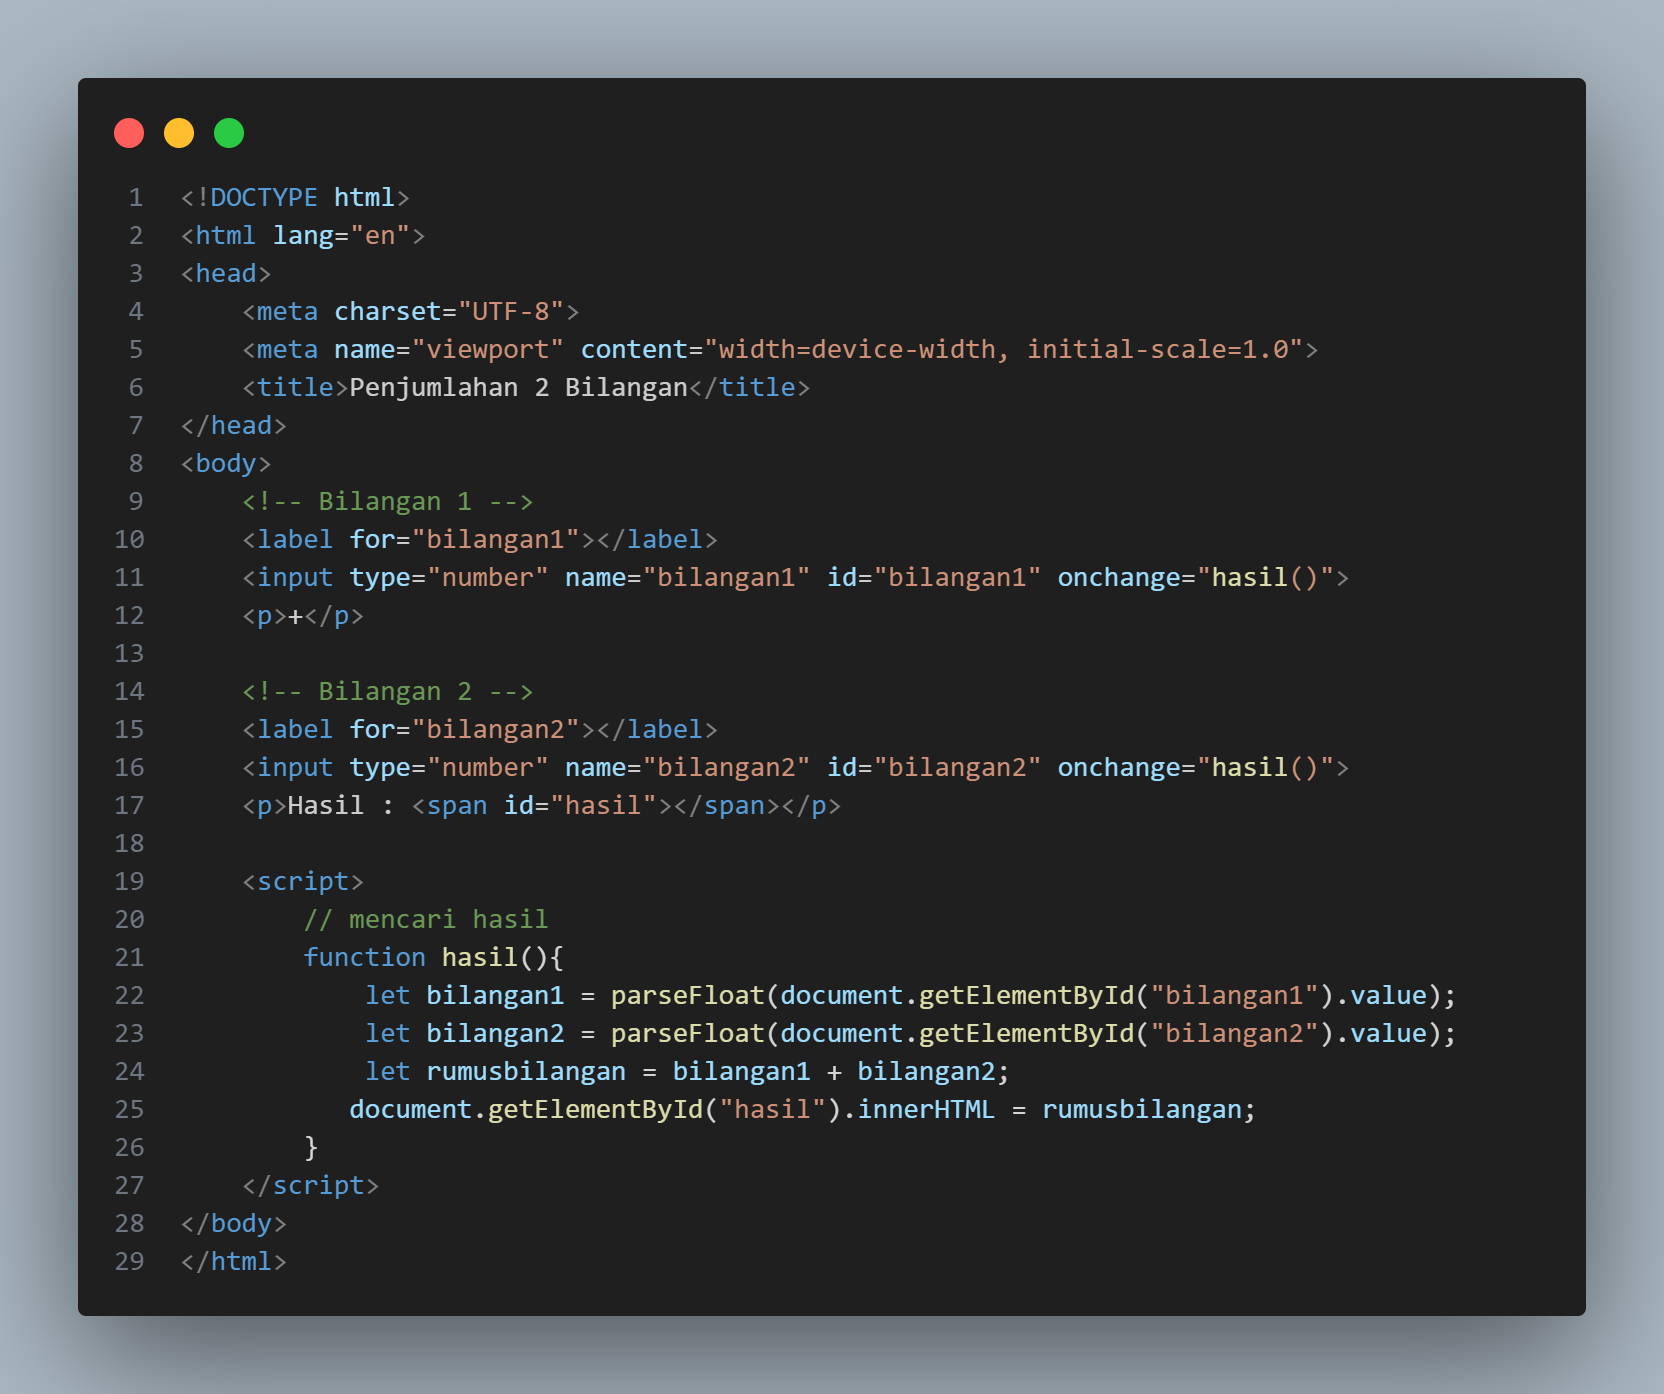 1 <!DOCTYPE html>
2 <html lang="en">
3 <head>
4     <meta charset="UTF-8">
5     <meta name="viewport" content="width=device-width, initial-scale=1.0">
6     <title>Penjumlahan 2 Bilangan</title>
7 </head>
8 <body>
9     <!-- Bilangan 1 -->
10     <label for="bilangan1"></label>
11     <input type="number" name="bilangan1" id="bilangan1" onchange="hasil()">
12     <p>+</p>
13
14     <!-- Bilangan 2 -->
15     <label for="bilangan2"></label>
16     <input type="number" name="bilangan2" id="bilangan2" onchange="hasil()">
17     <p>Hasil : <span id="hasil"></span></p>
18
19     <script>
20         // mencari hasil
21         function hasil(){
22             let bilangan1 = parseFloat(document.getElementById("bilangan1").value);
23             let bilangan2 = parseFloat(document.getElementById("bilangan2").value);
24             let rumusbilangan = bilangan1 + bilangan2;
25            document.getElementById("hasil").innerHTML = rumusbilangan;
26         }
27     </script>
28 </body>
29 </html>